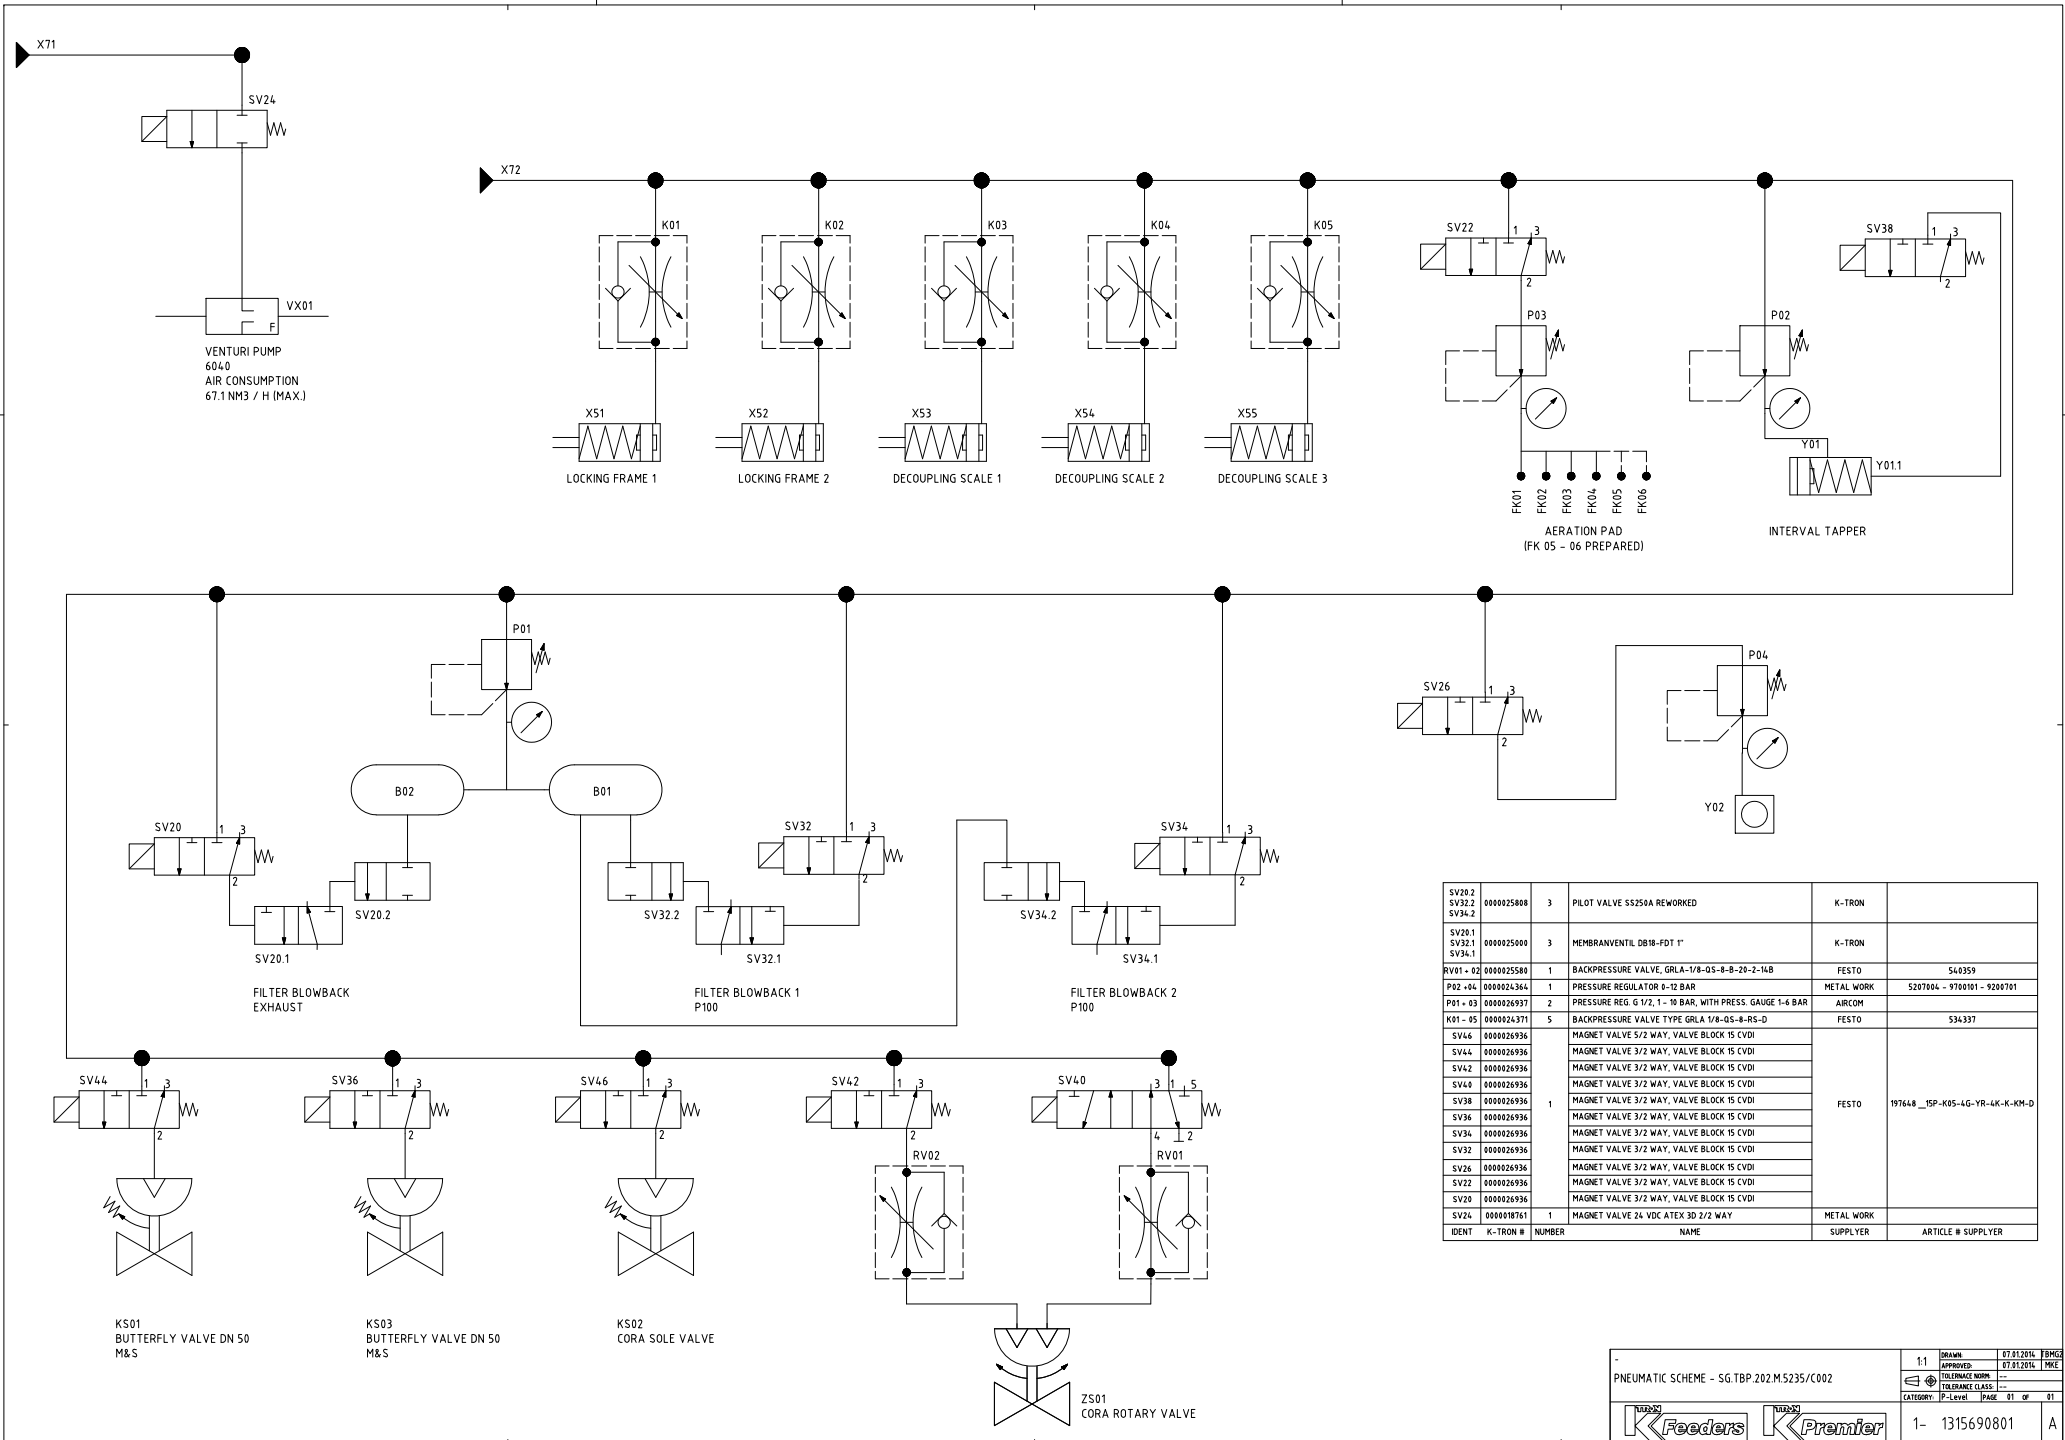 X71
SV24
VX01
F
VENTURI PUMP
6040
AIR CONSUMPTION
67.1 NM3 / H (MAX.)
X72
K01
K02
K03
K04
K05
X51
X52
X53
X54
X55
LOCKING FRAME 1
LOCKING FRAME 2
DECOUPLING SCALE 1
DECOUPLING SCALE 2
DECOUPLING SCALE 3
SV22
1
3
2
P03
FK01
FK02
FK03
FK04
FK05
FK06
AERATION PAD
(FK 05 - 06 PREPARED)
P02
Y01
Y01.1
INTERVAL TAPPER
SV38
1
3
2
P01
B02
B01
SV20
1
3
2
SV20.2
SV20.1
FILTER BLOWBACK
EXHAUST
SV32
1
3
2
SV32.2
SV32.1
FILTER BLOWBACK 1
P100
SV34
1
3
2
SV34.2
SV34.1
FILTER BLOWBACK 2
P100
SV26
1
3
2
P04
Y02
SV44
1
3
2
KS01
BUTTERFLY VALVE DN 50
M&S
SV36
1
3
2
KS03
BUTTERFLY VALVE DN 50
M&S
SV46
1
3
2
KS02
CORA SOLE VALVE
SV42
1
3
2
RV02
SV40
3
1
5
4
2
RV01
ZS01
CORA ROTARY VALVE
SV20.2
SV32.2
SV34.2
0000025808 3 PILOT VALVE SS250A REWORKED K-TRON
SV20.1
SV32.1
SV34.1
0000025000 3 MEMBRANVENTIL DB18-FDT 1" K-TRON
RV01 + 02 0000025580 1 BACKPRESSURE VALVE, GRLA-1/8-QS-8-B-20-2-14B FESTO 540359
P02 +04 0000024364 1 PRESSURE REGULATOR 0-12 BAR METAL WORK 5207004 - 9700101 - 9200701
P01 + 03 0000026937 2 PRESSURE REG. G 1/2, 1 - 10 BAR, WITH PRESS. GAUGE 1-6 BAR AIRCOM
K01 - 05 0000024371 5 BACKPRESSURE VALVE TYPE GRLA 1/8-QS-8-RS-D FESTO 534337
SV46 0000026936 MAGNET VALVE 5/2 WAY, VALVE BLOCK 15 CVDI
SV44 0000026936 MAGNET VALVE 3/2 WAY, VALVE BLOCK 15 CVDI
SV42 0000026936 MAGNET VALVE 3/2 WAY, VALVE BLOCK 15 CVDI
SV40 0000026936 MAGNET VALVE 3/2 WAY, VALVE BLOCK 15 CVDI
SV38 0000026936 1 MAGNET VALVE 3/2 WAY, VALVE BLOCK 15 CVDI FESTO 197648 __15P-K05-4G-YR-4K-K-KM-D
SV36 0000026936 MAGNET VALVE 3/2 WAY, VALVE BLOCK 15 CVDI
SV34 0000026936 MAGNET VALVE 3/2 WAY, VALVE BLOCK 15 CVDI
SV32 0000026936 MAGNET VALVE 3/2 WAY, VALVE BLOCK 15 CVDI
SV26 0000026936 MAGNET VALVE 3/2 WAY, VALVE BLOCK 15 CVDI
SV22 0000026936 MAGNET VALVE 3/2 WAY, VALVE BLOCK 15 CVDI
SV20 0000026936 MAGNET VALVE 3/2 WAY, VALVE BLOCK 15 CVDI
SV24 0000018761 1 MAGNET VALVE 24 VDC ATEX 3D 2/2 WAY METAL WORK
IDENT K-TRON # NUMBER NAME SUPPLYER ARTICLE # SUPPLYER
-
PNEUMATIC SCHEME - SG.TBP.202.M.5235/C002
1:1
DRAWN: 07.01.2014 TBMG2
APPROVED: 07.01.2014 MKE
TOLERNACE NORM: --
TOLERANCE CLASS: --
CATEGORY: P-Level PAGE 01 OF 01
K TRON Feeders
K TRON Premier
1- 1315690801 A